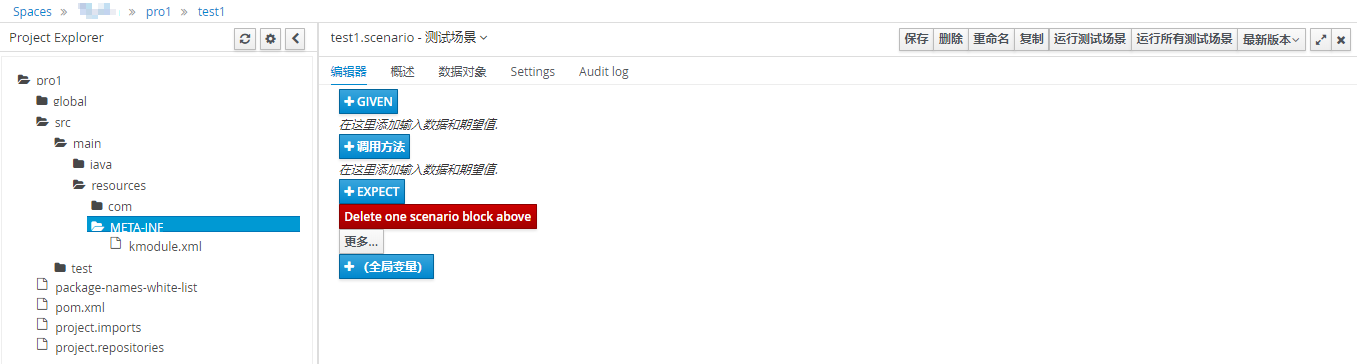 Spaces » » pro1 » test1
Project Explorer
pro1
global
src
main
java
resources
com
META-INF
kmodule.xml
test
package-names-white-list
pom.xml
project.imports
project.repositories
test1.scenario - 测试场景
保存 删除 重命名 复制 运行测试场景 运行所有测试场景 最新版本
编辑器 概述 数据对象 Settings Audit log
+ GIVEN
在这里添加输入数据和期望值.
+ 调用方法
在这里添加输入数据和期望值.
+ EXPECT
Delete one scenario block above
更多...
+ （全局变量）